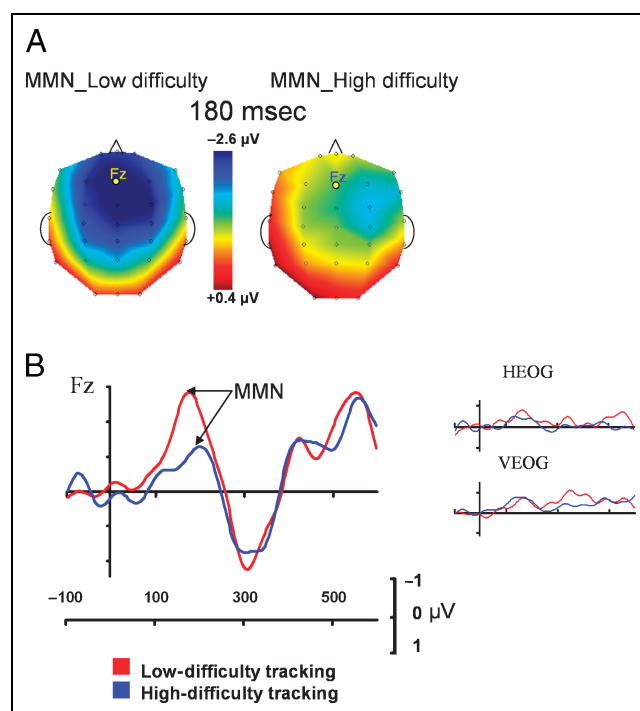 A
MMN_Low difficulty MMN_High difficulty
180 msec
−2.6 µV
Fz Fz
+0.4 µV
B
Fz MMN HEOG
VEOG
−100 100 300 500
−1
0 µV
1
Low-difficulty tracking
High-difficulty tracking